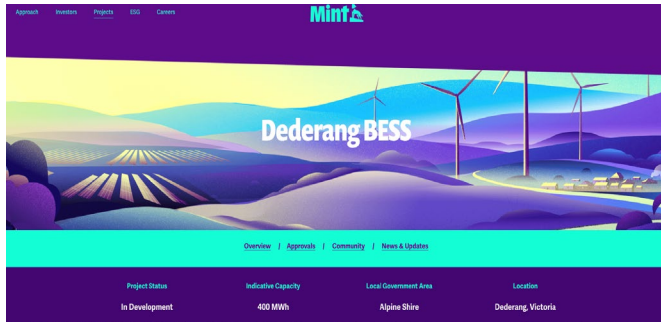 Approach Investors Projects ESG Careers
Mint
Dederang BESS
Overview / Approvals / Community / News & Updates
Project Status Indicative Capacity Local Government Area Location
In Development 400 MWh Alpine Shire Dederang, Victoria